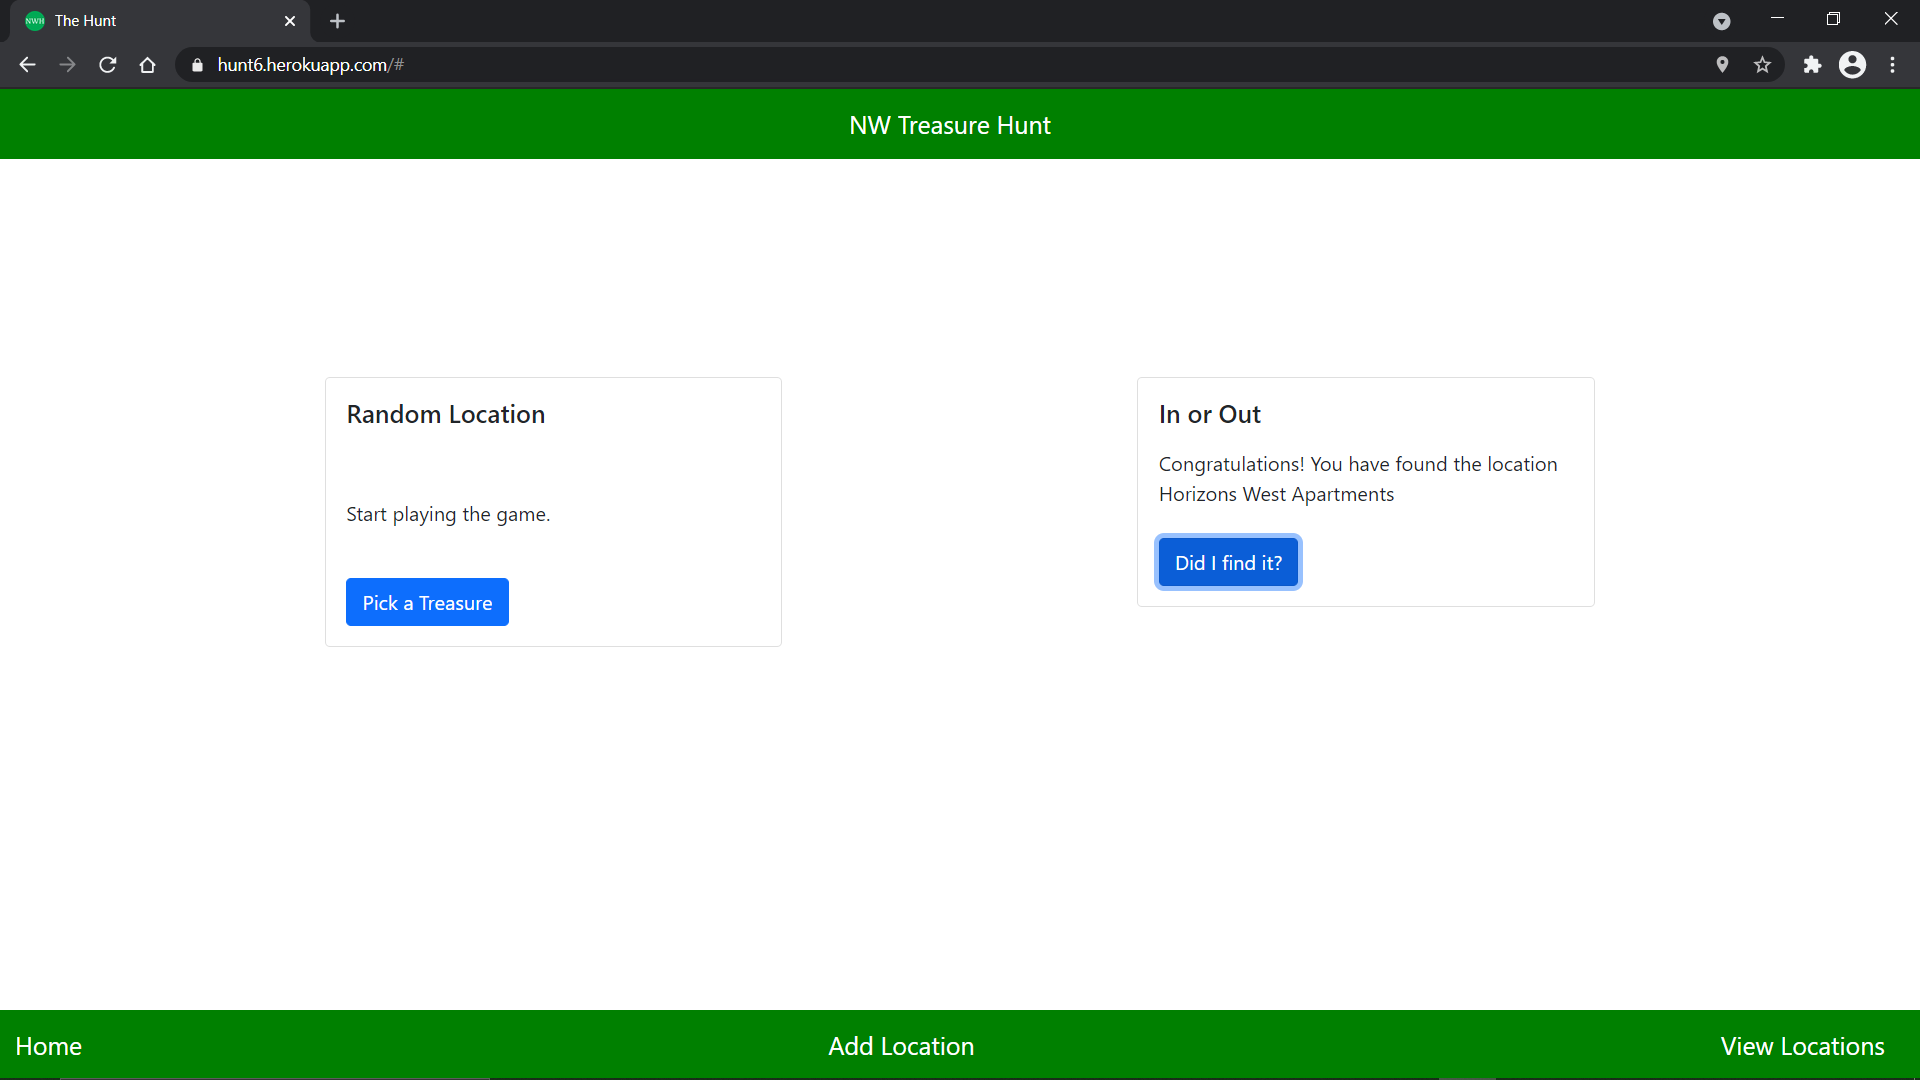 NWH The Hunt
hunt6.herokuapp.com/#
NW Treasure Hunt
Random Location
Start playing the game.
Pick a Treasure
In or Out
Congratulations! You have found the location
Horizons West Apartments
Did I find it?
Home
Add Location
View Locations